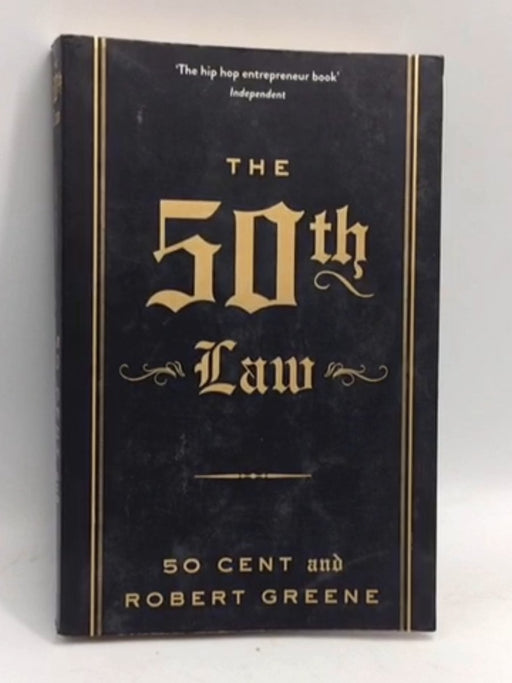 'The hip hop entrepreneur book'
Independent
THE
50th
Law
50 CENT and
ROBERT GREENE